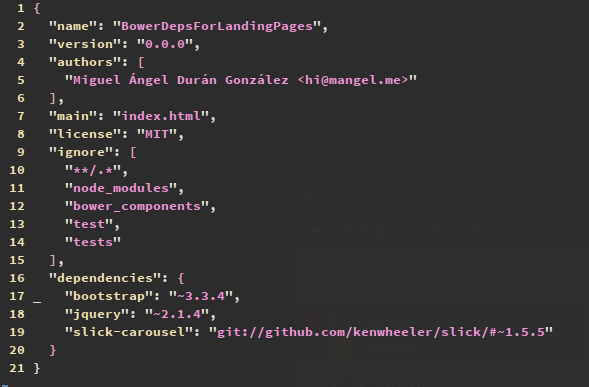 1 {
2   "name": "BowerDepsForLandingPages",
3   "version": "0.0.0",
4   "authors": [
5     "Miguel Ángel Durán González <hi@mangel.me>"
6   ],
7   "main": "index.html",
8   "license": "MIT",
9   "ignore": [
10     "**/.*",
11     "node_modules",
12     "bower_components",
13     "test",
14     "tests"
15   ],
16   "dependencies": {
17 _   "bootstrap": "~3.3.4",
18     "jquery": "~2.1.4",
19     "slick-carousel": "git://github.com/kenwheeler/slick/#~1.5.5"
20   }
21 }
~